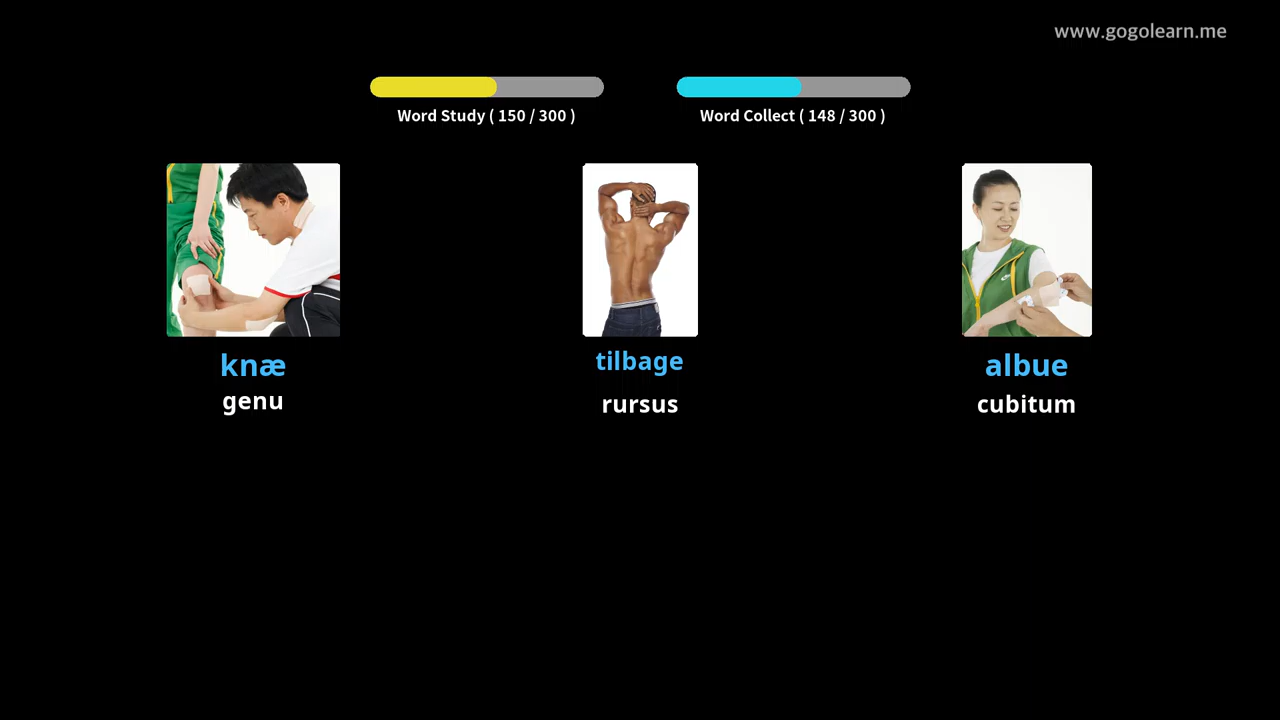 www.gogolearn.me
Word Study ( 150 / 300 )
Word Collect ( 148 / 300 )
knæ
tilbage
albue
genu
rursus
cubitum